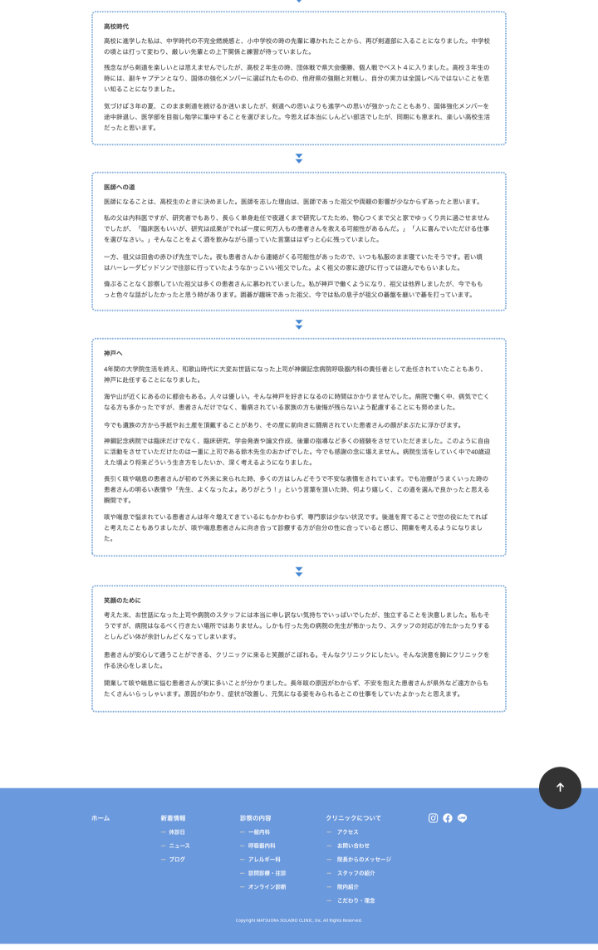 高校時代
高校に進学した私は、中学時代の不完全燃焼感と、小中学校の時の先輩に導かれたことから、再び剣道部に入ることになりました。中学校
の頃とは打って変わり、厳しい先輩との上下関係と練習が待っていました。
残念ながら剣道を楽しいとは思えませんでしたが、高校２年生の時、団体戦で県大会優勝、個人戦でベスト４に入りました。高校３年生の
時には、副キャプテンとなり、国体の強化メンバーに選ばれたものの、他府県の強剛と対戦し、自分の実力は全国レベルではないことを思
い知ることになりました。
気づけば３年の夏、このまま剣道を続けるか迷いましたが、剣道への思いよりも進学への思いが強かったこともあり、国体強化メンバーを
途中辞退し、医学部を目指し勉学に集中することを選びました。今思えば本当にしんどい部活でしたが、同期にも恵まれ、楽しい高校生活
だったと思います。
医師への道
医師になることは、高校生のときに決めました。医師を志した理由は、医師であった祖父や両親の影響が少なからずあったと思います。
私の父は内科医ですが、研究者でもあり、長らく単身赴任で夜遅くまで研究してたため、物心つくまで父と家でゆっくり共に過ごせません
でしたが、「臨床医もいいが、研究は成果がでれば一度に何万人もの患者さんを救える可能性があるんだ。」「人に喜んでいただける仕事
を選びなさい。」そんなことをよく酒を飲みながら語っていた言葉ははずっと心に残っていました。
一方、祖父は田舎の赤ひげ先生でした。夜も患者さんから連絡がくる可能性があったので、いつも私服のまま寝ていたそうです。若い頃
はハーレーダビッドソンで往診に行っていたようなかっこいい祖父でした。よく祖父の家に遊びに行っては遊んでもらいました。
偉ぶることなく診察していた祖父は多くの患者さんに慕われていました。私が神戸で働くようになり、祖父は他界しましたが、今でもも
っと色々な話がしたかったと思う時があります。囲碁が趣味であった祖父、今では私の息子が祖父の碁盤を継いで碁を打っています。
神戸へ
4年間の大学院生活を終え、和歌山時代に大変お世話になった上司が神鋼記念病院呼吸器内科の責任者として赴任されていたこともあり、
神戸に赴任することになりました。
海や山が近くにあるのに都会もある。人々は優しい。そんな神戸を好きになるのに時間はかかりませんでした。病院で働く中、病気で亡く
なる方も多かったですが、患者さんだけでなく、看病されている家族の方も後悔が残らないよう配慮することにも努めました。
今でも遺族の方から手紙やお土産を頂戴することがあり、その度に前向きに闘病されていた患者さんの顔がまぶたに浮かびます。
神鋼記念病院では臨床だけでなく、臨床研究、学会発表や論文作成、後輩の指導など多くの経験をさせていただきました。このように自由
に活動をさせていただけたのは一重に上司である鈴木先生のおかげでした。今でも感謝の念に堪えません。病院生活をしていく中で40歳迎
えた頃より将来どういう生き方をしたいか、深く考えるようになりました。
長引く咳や喘息の患者さんが初めて外来に来られた時、多くの方はしんどそうで不安な表情をされています。でも治療がうまくいった時の
患者さんの明るい表情や「先生、よくなったよ。ありがとう！」という言葉を頂いた時、何より嬉しく、この道を選んで良かったと思える
瞬間です。
咳や喘息で悩まれている患者さんは年々増えてきているにもかかわらず、専門家は少ない状況です。後進を育てることで世の役にたてれば
と考えたこともありましたが、咳や喘息患者さんに向き合って診療する方が自分の性に合っていると感じ、開業を考えるようになりまし
た。
笑顔のために
考えた末、お世話になった上司や病院のスタッフには本当に申し訳ない気持ちでいっぱいでしたが、独立することを決意しました。私もそ
うですが、病院はなるべく行きたい場所ではありません。しかも行った先の病院の先生が怖かったり、スタッフの対応が冷たかったりする
としんどい体が余計しんどくなってしまいます。
患者さんが安心して通うことができる、クリニックに来ると笑顔がこぼれる。そんなクリニックにしたい。そんな決意を胸にクリニックを
作る決心をしました。
開業して咳や喘息に悩む患者さんが実に多いことが分かりました。長年咳の原因がわからず、不安を抱えた患者さんが県外など遠方からも
たくさんいらっしゃいます。原因がわかり、症状が改善し、元気になる姿をみられるとこの仕事をしていてよかったと思えます。
ホーム
新着情報
― 休診日
― ニュース
― ブログ
診察の内容
― 一般内科
― 呼吸器内科
― アレルギー科
― 訪問診療・往診
― オンライン診断
クリニックについて
― アクセス
― お問い合わせ
― 院長からのメッセージ
― スタッフの紹介
― 院内紹介
― こだわり・理念